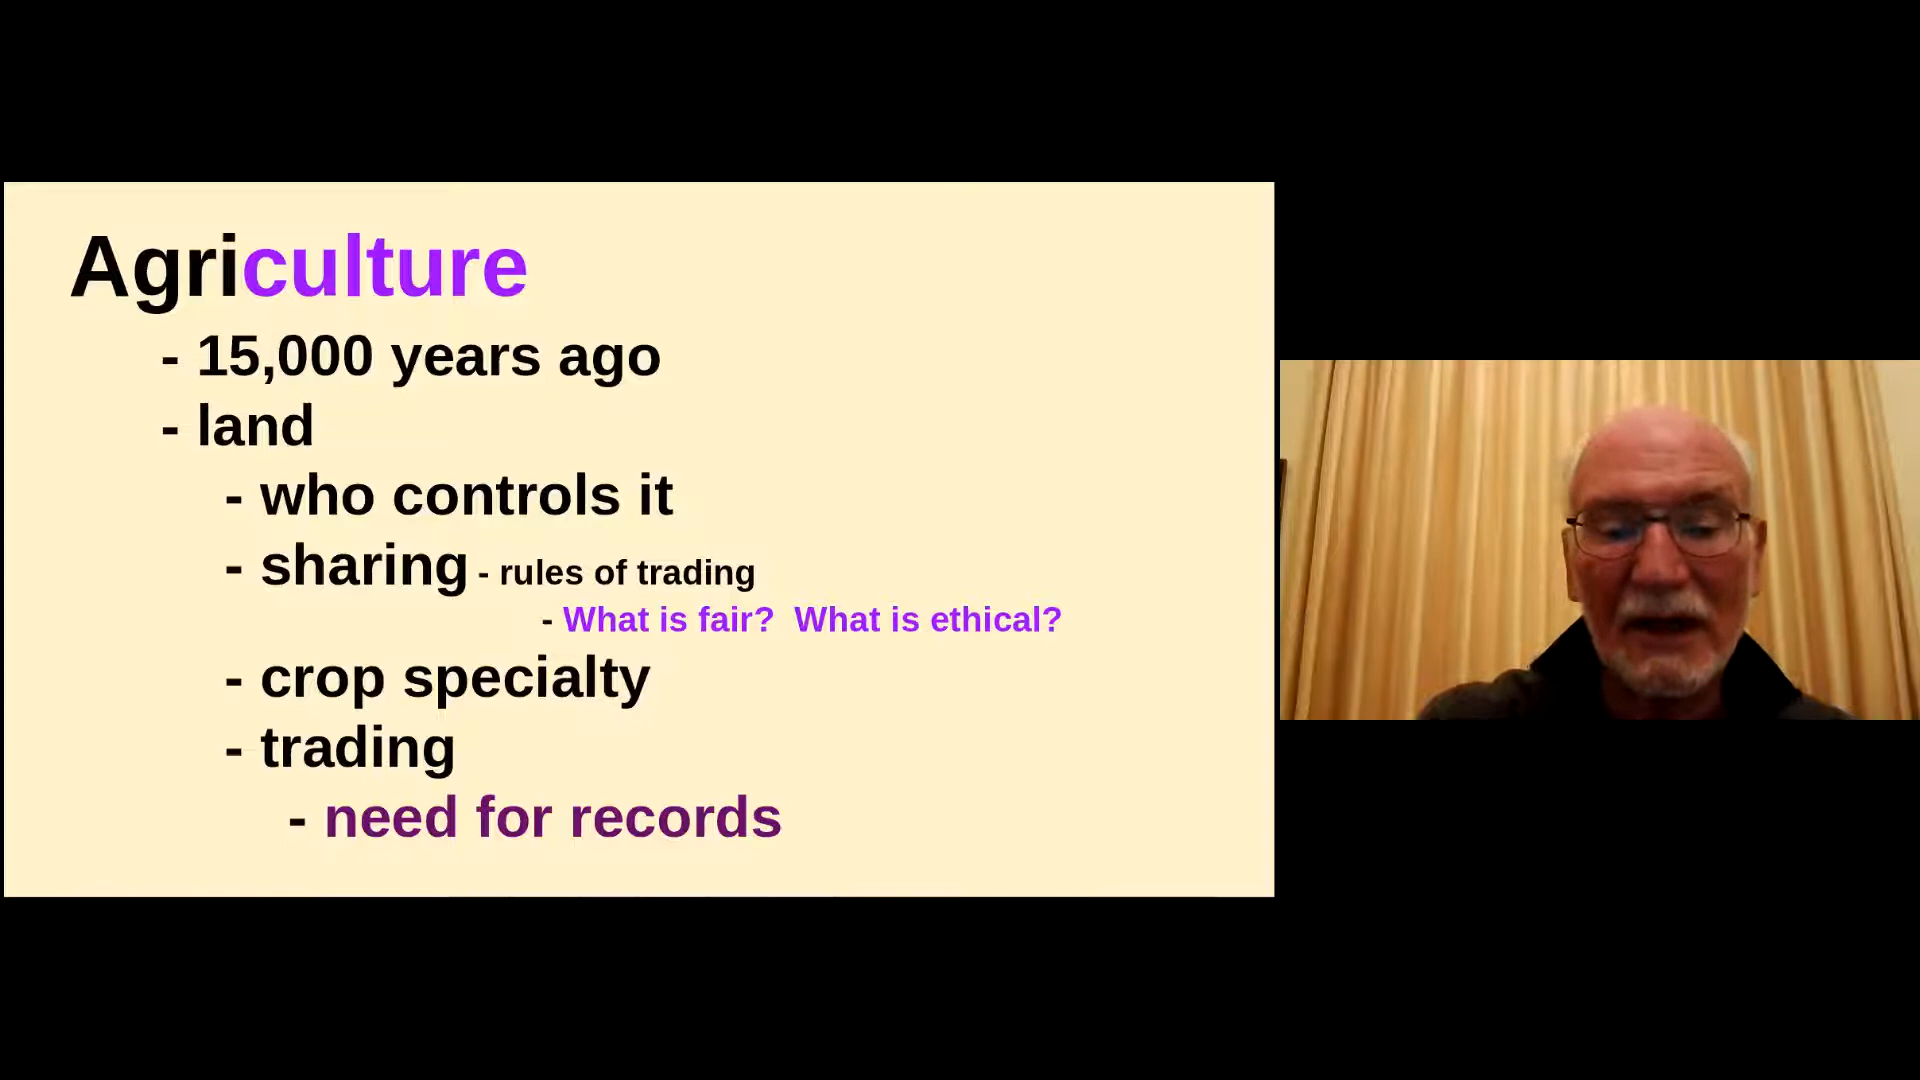 Agriculture
- 15,000 years ago
- land
- who controls it
- sharing - rules of trading
- What is fair?  What is ethical?
- crop specialty
- trading
- need for records